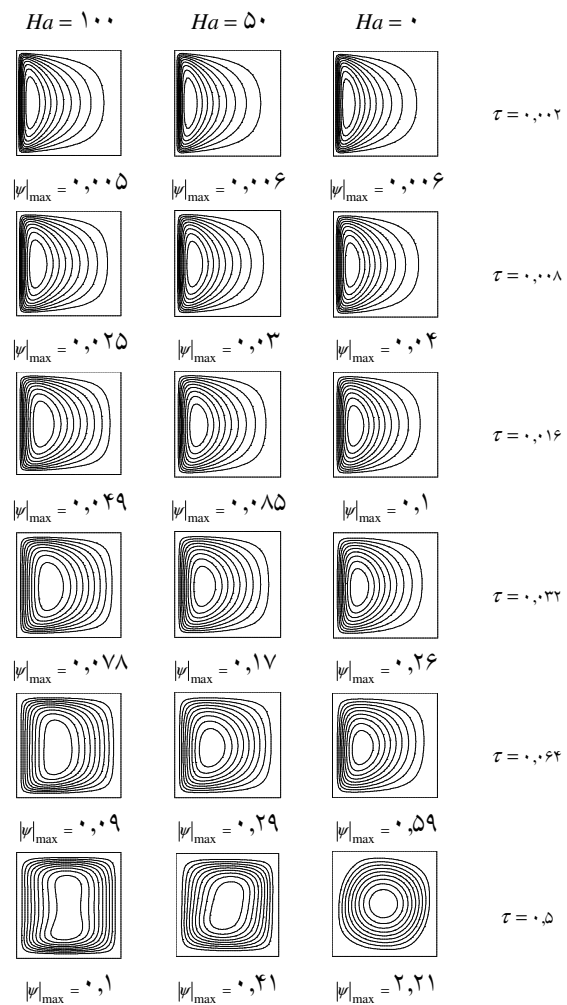 Ha = ۱۰۰ Ha = ۵۰ Ha = ۰
τ = ۰,۰۰۲
|ψ|max = ۰,۰۰۵ |ψ|max = ۰,۰۰۶ |ψ|max = ۰,۰۰۶
τ = ۰,۰۰۸
|ψ|max = ۰,۰۲۵ |ψ|max = ۰,۰۳ |ψ|max = ۰,۰۴
τ = ۰,۰۱۶
|ψ|max = ۰,۰۴۹ |ψ|max = ۰,۰۸۵ |ψ|max = ۰,۱
τ = ۰,۰۳۲
|ψ|max = ۰,۰۷۸ |ψ|max = ۰,۱۷ |ψ|max = ۰,۲۶
τ = ۰,۰۶۴
|ψ|max = ۰,۰۹ |ψ|max = ۰,۲۹ |ψ|max = ۰,۵۹
τ = ۰,۵
|ψ|max = ۰,۱ |ψ|max = ۰,۴۱ |ψ|max = ۲,۲۱